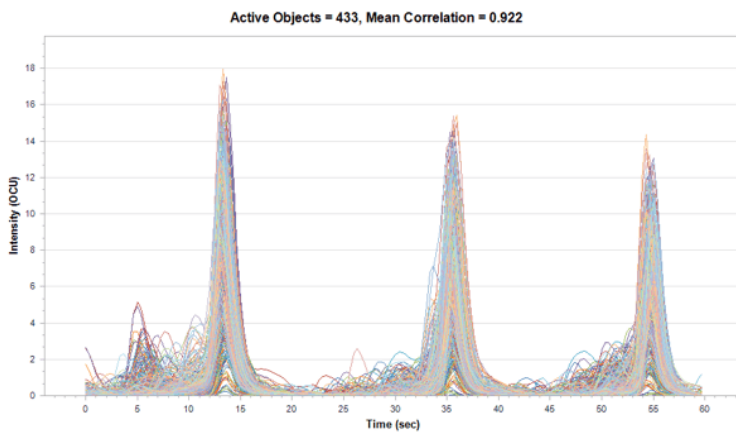 Active Objects = 433, Mean Correlation = 0.922
Intensity (OCU)
18
16
14
12
10
8
6
4
2
0
0 5 10 15 20 25 30 35 40 45 50 55 60
Time (sec)